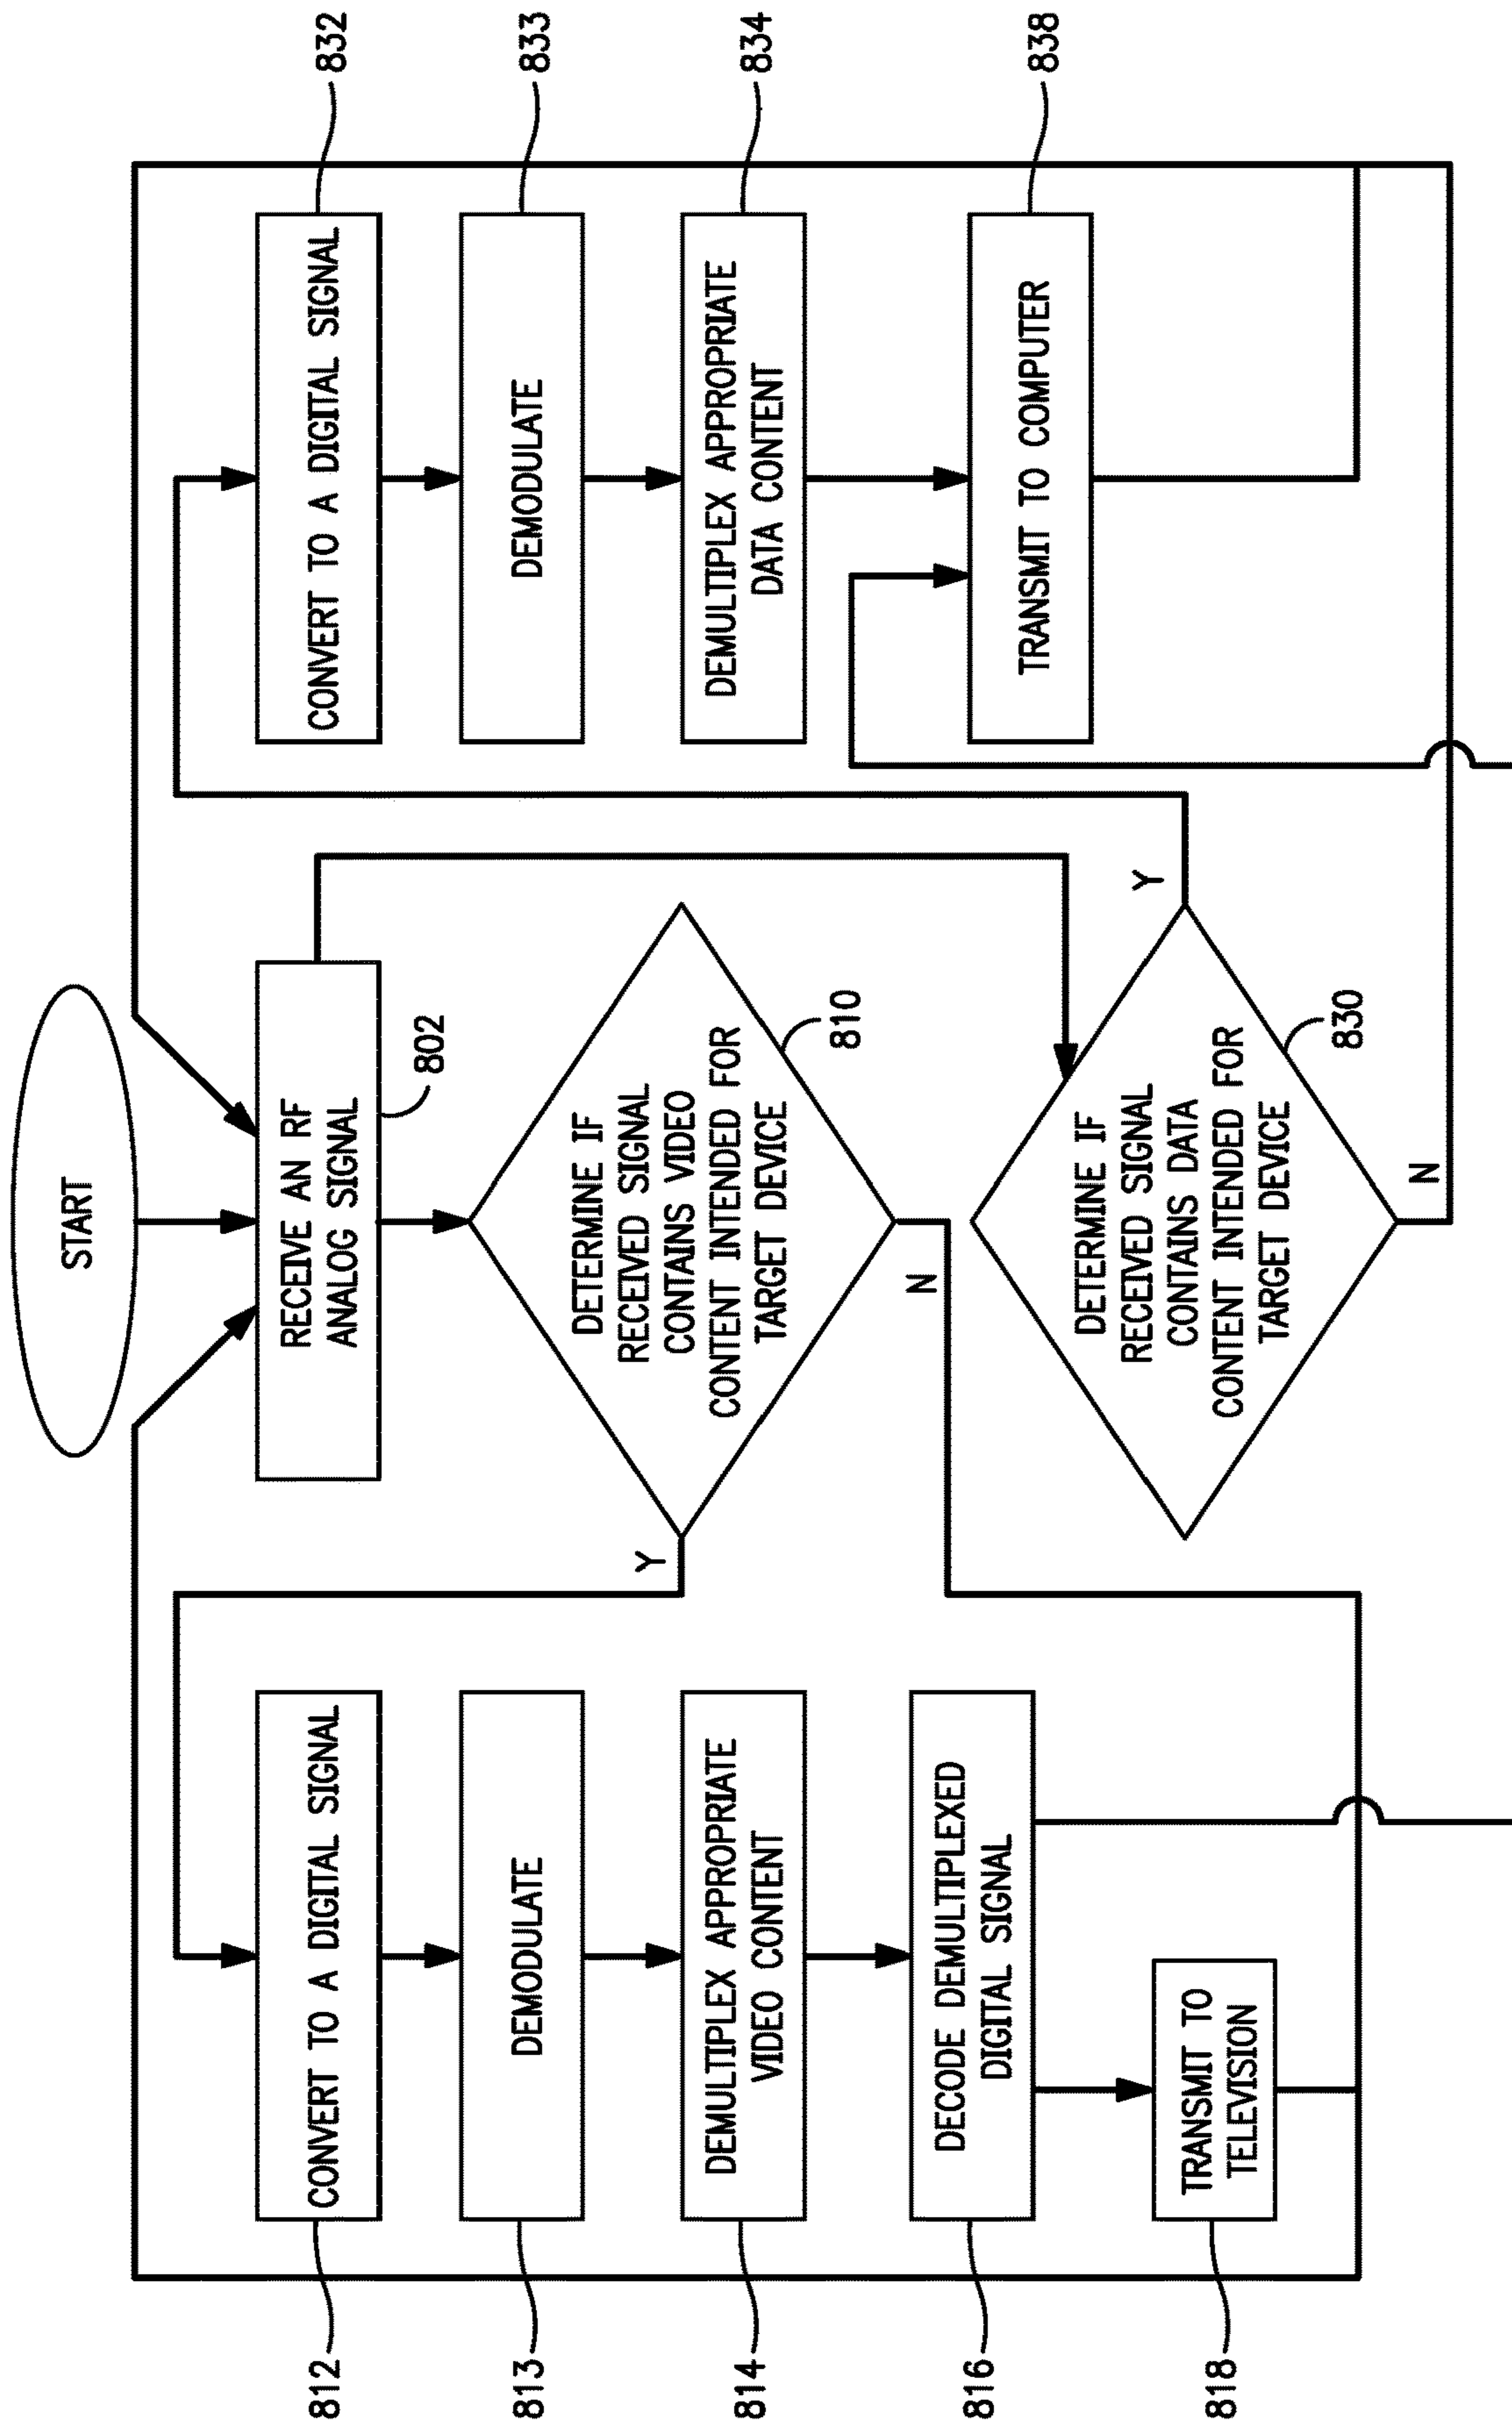 START
RECEIVE AN RF
ANALOG SIGNAL
802
DETERMINE IF
RECEIVED SIGNAL
CONTAINS VIDEO
CONTENT INTENDED FOR
TARGET DEVICE
810
Y
N
812
CONVERT TO A DIGITAL SIGNAL
813
DEMODULATE
814
DEMULTIPLEX APPROPRIATE
VIDEO CONTENT
816
DECODE DEMULTIPLEXED
DIGITAL SIGNAL
818
TRANSMIT TO
TELEVISION
DETERMINE IF
RECEIVED SIGNAL
CONTAINS DATA
CONTENT INTENDED FOR
TARGET DEVICE
830
Y
N
CONVERT TO A DIGITAL SIGNAL
832
DEMODULATE
833
DEMULTIPLEX APPROPRIATE
DATA CONTENT
834
TRANSMIT TO COMPUTER
838